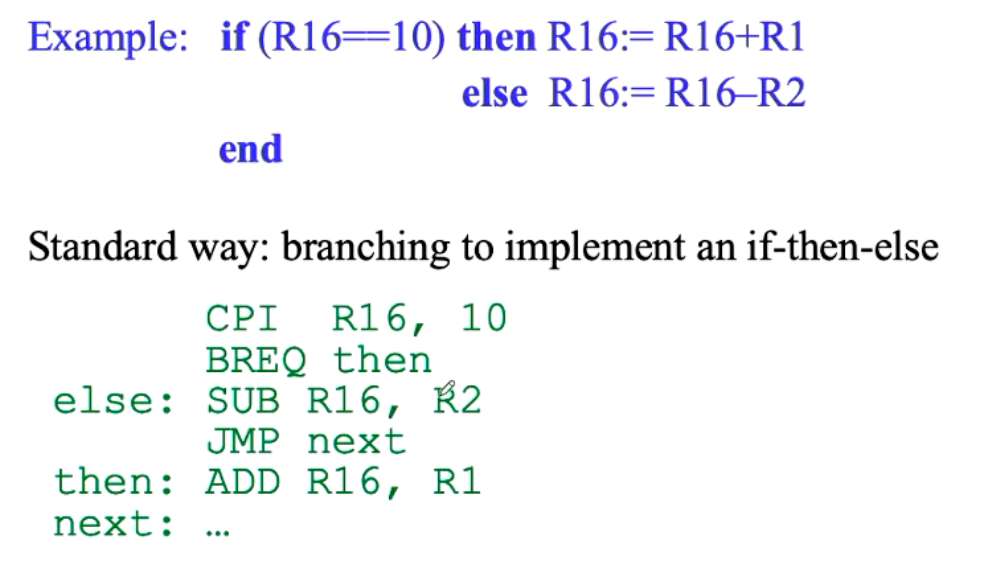 Example: if (R16==10) then R16:= R16+R1
else R16:= R16–R2
end
Standard way: branching to implement an if-then-else
CPI R16, 10
BREQ then
else: SUB R16, R2
JMP next
then: ADD R16, R1
next: …